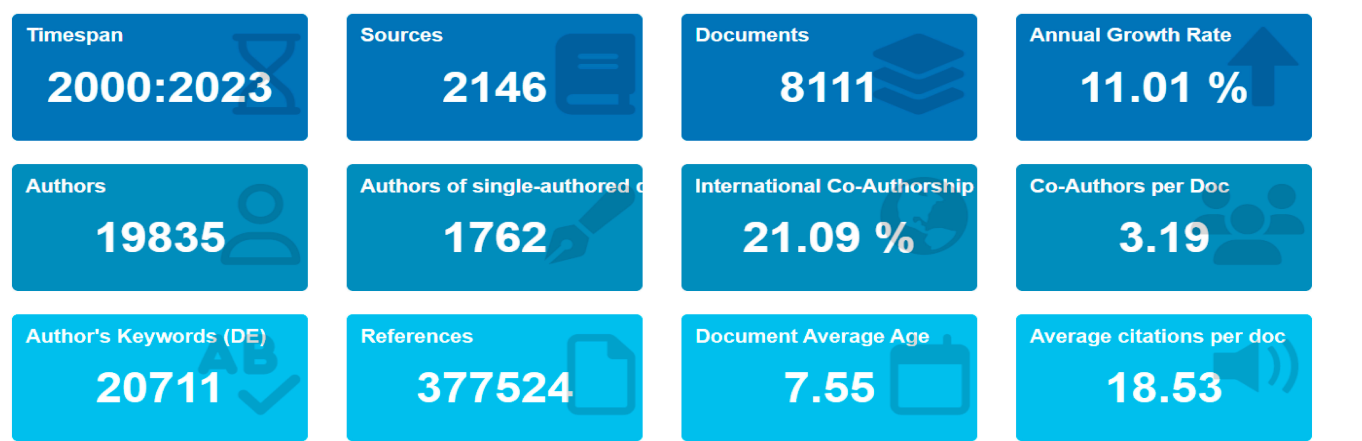 Timespan
2000:2023
Sources
2146
Documents
8111
Annual Growth Rate
11.01 %
Authors
19835
Authors of single-authored
1762
International Co-Authorship
21.09 %
Co-Authors per Doc
3.19
Author's Keywords (DE)
20711
References
377524
Document Average Age
7.55
Average citations per doc
18.53
AB